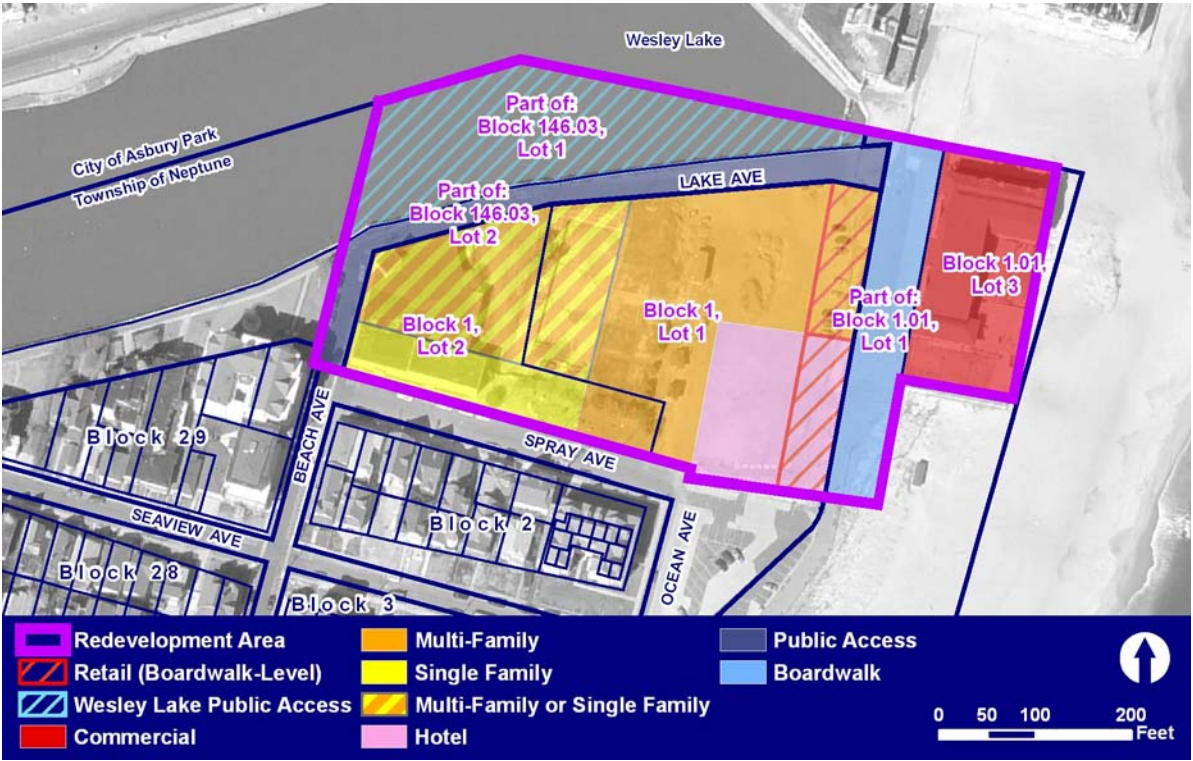 Wesley Lake
Part of:
Block 146.03,
Lot 1
City of Asbury Park
Township of Neptune
LAKE AVE
Part of:
Block 146.03,
Lot 2
Block 1.01,
Lot 3
Part of:
Block 1.01,
Lot 1
Block 1,
Lot 1
Block 1,
Lot 2
Block 29
BEACH AVE
SPRAY AVE
Block 2
OCEAN AVE
SEAVIEW AVE
Block 28
Block 3
Redevelopment Area
Retail (Boardwalk-Level)
Wesley Lake Public Access
Commercial
Multi-Family
Single Family
Multi-Family or Single Family
Hotel
Public Access
Boardwalk
0 50 100 200
Feet